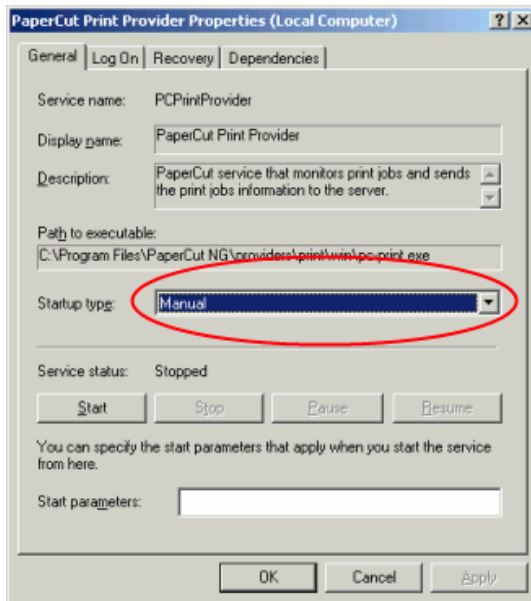 PaperCut Print Provider Properties (Local Computer)
General Log On Recovery Dependencies
Service name: PCPrintProvider
Display name: PaperCut Print Provider
Description: PaperCut service that monitors print jobs and sends
the print jobs information to the server.
Path to executable:
C:\Program Files\PaperCut NG\providers\print\win\pc-print.exe
Startup type: Manual
Service status: Stopped
Start Stop Pause Resume
You can specify the start parameters that apply when you start the service
from here.
Start parameters:
OK Cancel Apply